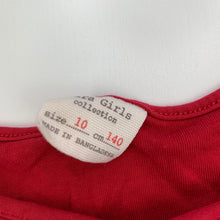 Girls
collection
size. 10 cm. 140
MADE IN BANGLADESH